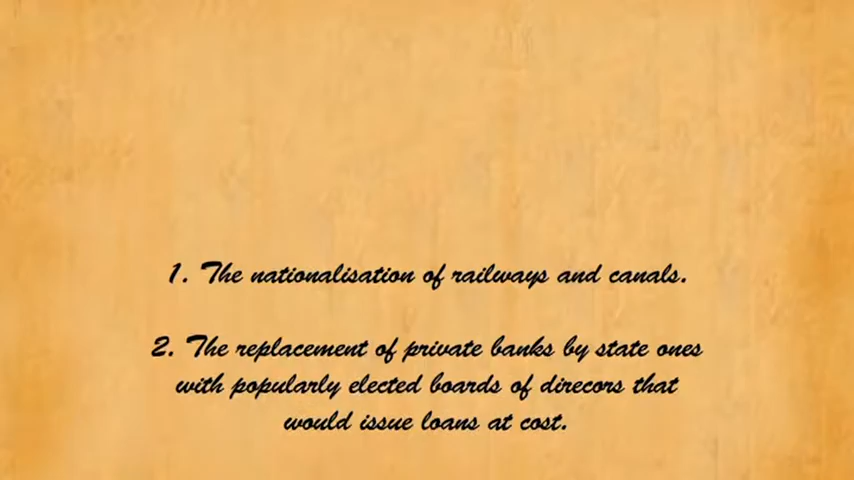 1. The nationalisation of railways and canals.
2. The replacement of private banks by state ones
with popularly elected boards of direcors that
would issue loans at cost.